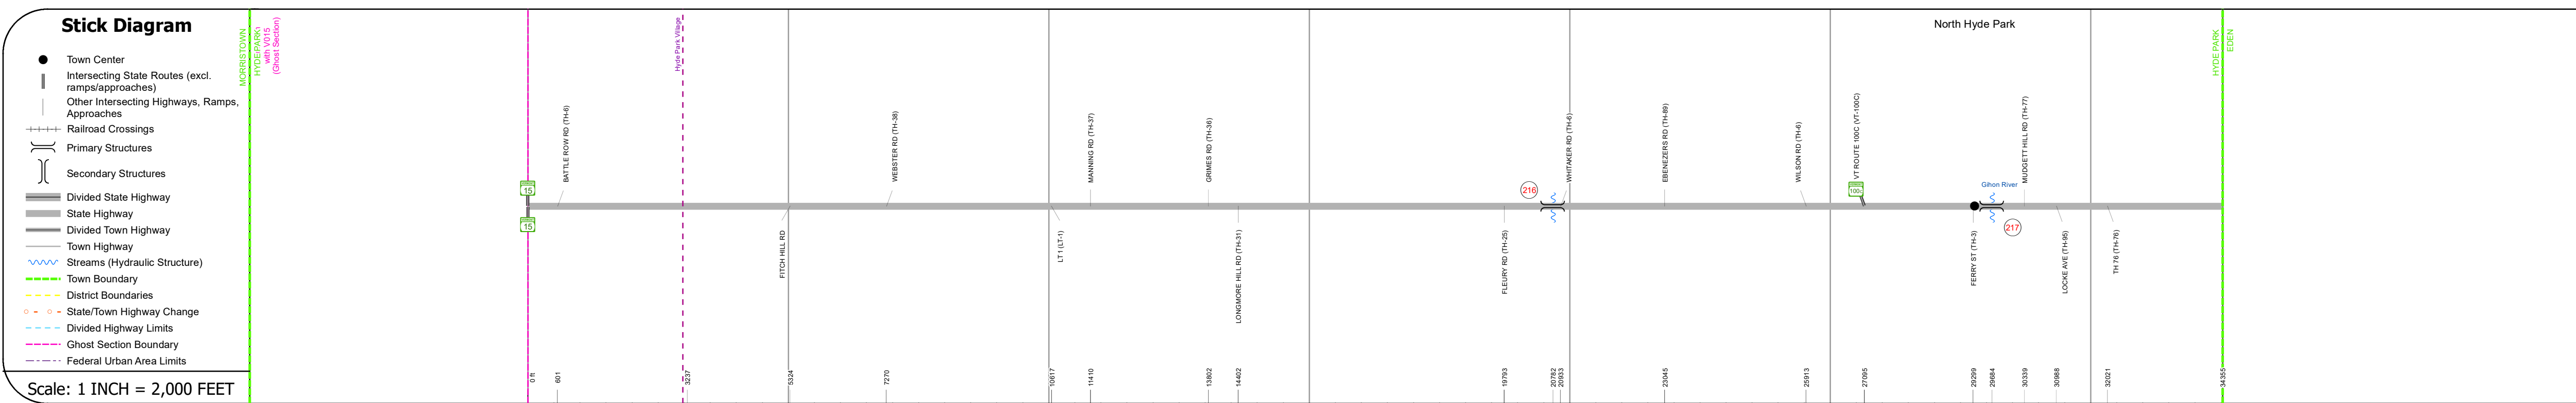 Stick Diagram
Town Center
Intersecting State Routes (excl.
ramps/approaches)
Other Intersecting Highways, Ramps,
Approaches
Railroad Crossings
Primary Structures
Secondary Structures
Divided State Highway
State Highway
Divided Town Highway
Town Highway
Streams (Hydraulic Structure)
Town Boundary
District Boundaries
State/Town Highway Change
Divided Highway Limits
Ghost Section Boundary
Federal Urban Area Limits
Scale: 1 INCH = 2,000 FEET
MORRISTOWN
HYDE PARK
with V015
(Ghost Section)
Hyde Park Village
North Hyde Park
HYDE PARK
EDEN
15
15
BATTLE ROW RD (TH-6)
FITCH HILL RD
WEBSTER RD (TH-38)
LT 1 (LT-1)
MANNING RD (TH-37)
GRIMES RD (TH-36)
LONGMORE HILL RD (TH-31)
FLEURY RD (TH-25)
216
WHITAKER RD (TH-6)
EBENEZERS RD (TH-89)
WILSON RD (TH-6)
VT ROUTE 100C (VT-100C)
100C
FERRY ST (TH-3)
Gihon River
217
MUDGETT HILL RD (TH-77)
LOCKE AVE (TH-95)
TH 76 (TH-76)
0 ft
601
3237
5324
7270
10617
11410
13802
14402
19793
20782
20933
23045
25913
27095
29299
29684
30339
30988
32021
34355